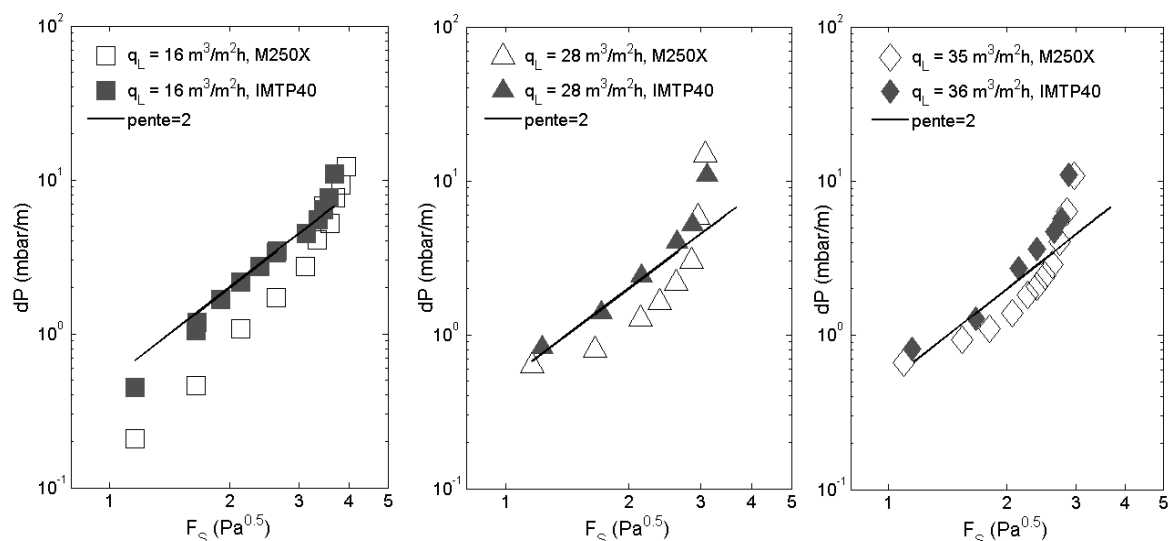 10²
10¹
10⁰
10⁻¹
dP (mbar/m)
q_L = 16 m³/m²h, M250X
q_L = 16 m³/m²h, IMTP40
pente=2
1 2 3 4 5
F_S (Pa^0.5)
10²
10¹
10⁰
10⁻¹
dP (mbar/m)
q_L = 28 m³/m²h, M250X
q_L = 28 m³/m²h, IMTP40
pente=2
1 2 3 4 5
F_S (Pa^0.5)
10²
10¹
10⁰
10⁻¹
dP (mbar/m)
q_L = 35 m³/m²h, M250X
q_L = 36 m³/m²h, IMTP40
pente=2
1 2 3 4 5
F_S (Pa^0.5)